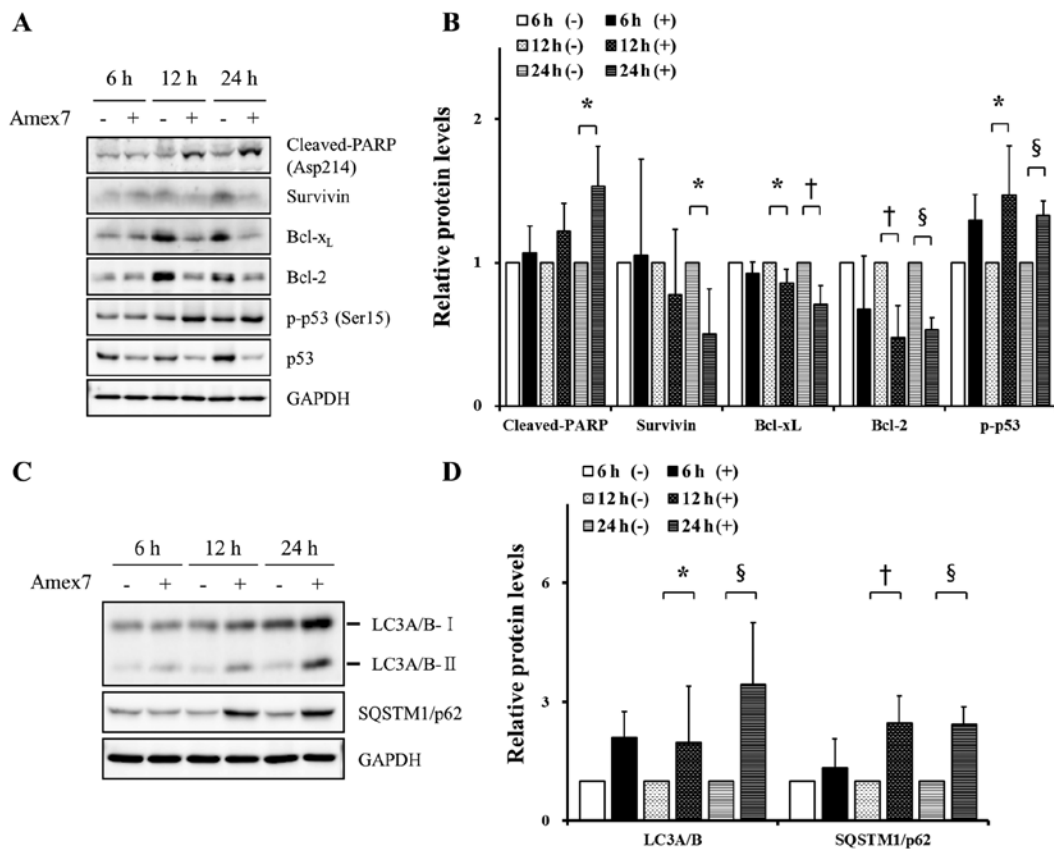 A
6 h 12 h 24 h
Amex7 - + - + - +
Cleaved-PARP
(Asp214)
Survivin
Bcl-xL
Bcl-2
p-p53 (Ser15)
p53
GAPDH
B
6 h (-) 6 h (+)
12 h (-) 12 h (+)
24 h (-) 24 h (+)
Relative protein levels
2
1
0
* * * † † § * §
Cleaved-PARP Survivin Bcl-xL Bcl-2 p-p53
C
6 h 12 h 24 h
Amex7 - + - + - +
LC3A/B-Ⅰ
LC3A/B-Ⅱ
SQSTM1/p62
GAPDH
D
6 h (-) 6 h (+)
12 h (-) 12 h (+)
24 h (-) 24 h (+)
Relative protein levels
6
3
0
* § † §
LC3A/B SQSTM1/p62